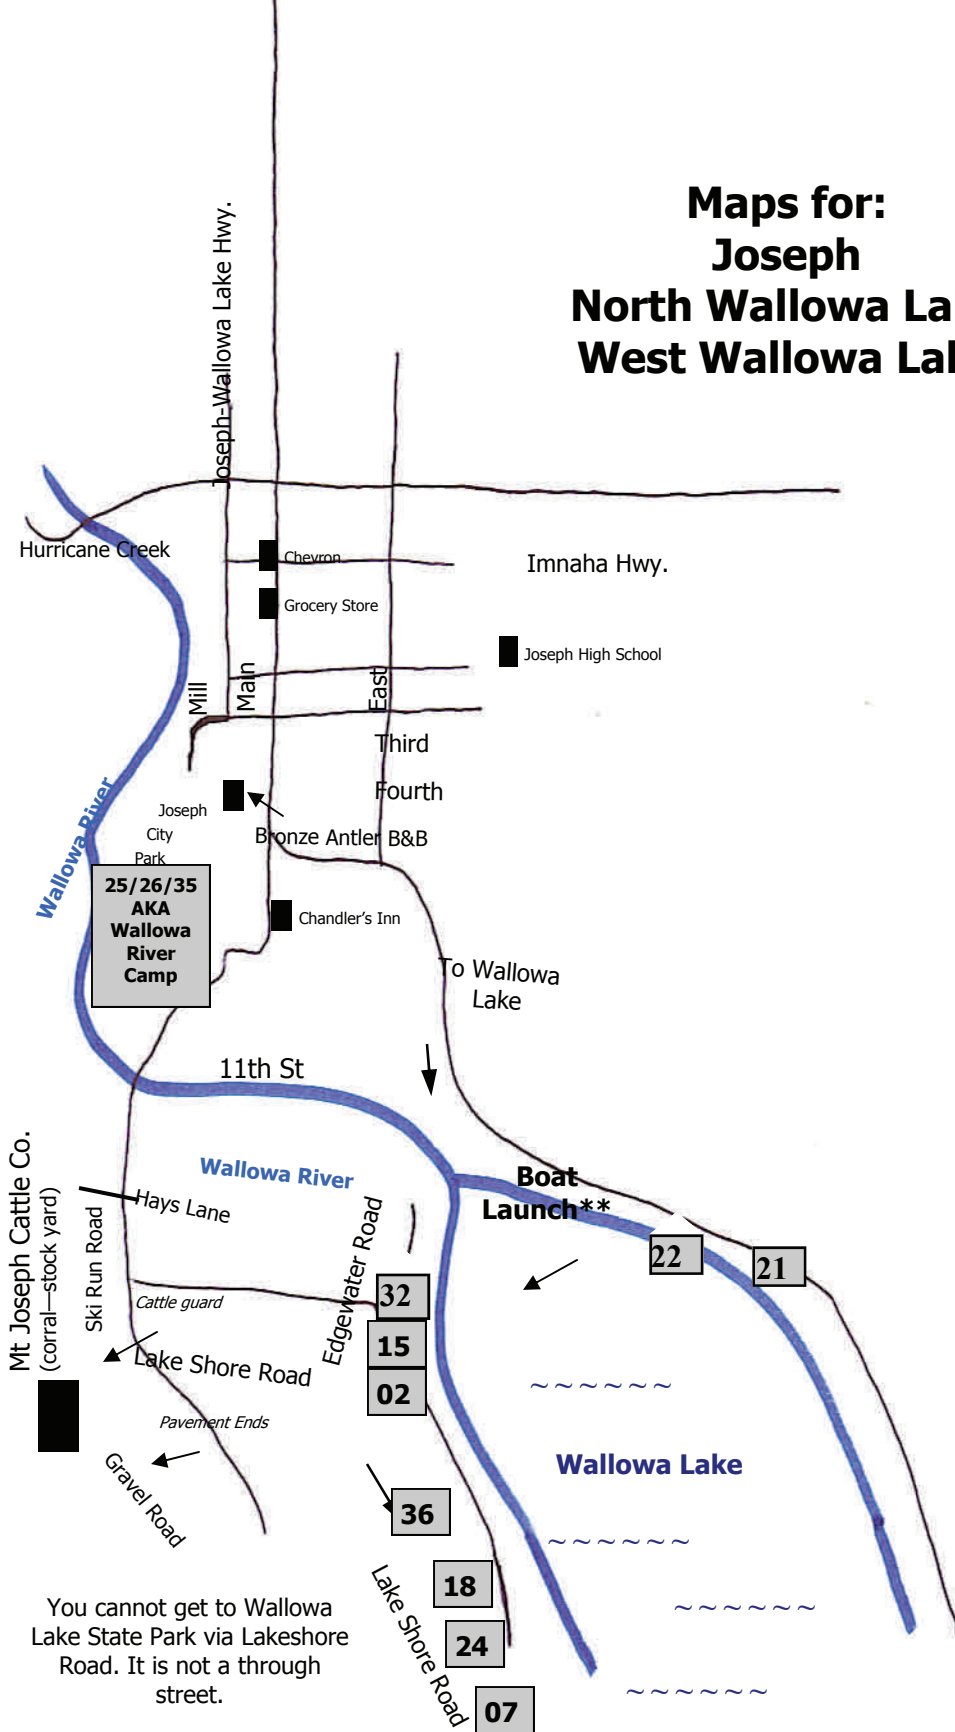 Maps for:
Joseph
North Wallowa La
West Wallowa Lal
Joseph-Wallowa Lake Hwy.
Hurricane Creek
Chevron
Imnaha Hwy.
Grocery Store
Joseph High School
Mill
Main
East
Third
Fourth
Wallowa River
Joseph
City
Park
Bronze Antler B&B
25/26/35
AKA
Wallowa
River
Camp
Chandler's Inn
To Wallowa
Lake
11th St
Wallowa River
Boat
Launch**
Mt Joseph Cattle Co.
(corral—stock yard)
Ski Run Road
Hays Lane
Edgewater Road
22
21
32
Cattle guard
15
Lake Shore Road
02
~~~~~~
Pavement Ends
Wallowa Lake
Gravel Road
36
~~~~~~
18
Lake Shore Road
~~~~~~
24
You cannot get to Wallowa
Lake State Park via Lakeshore
Road. It is not a through
street.
~~~~~~
07